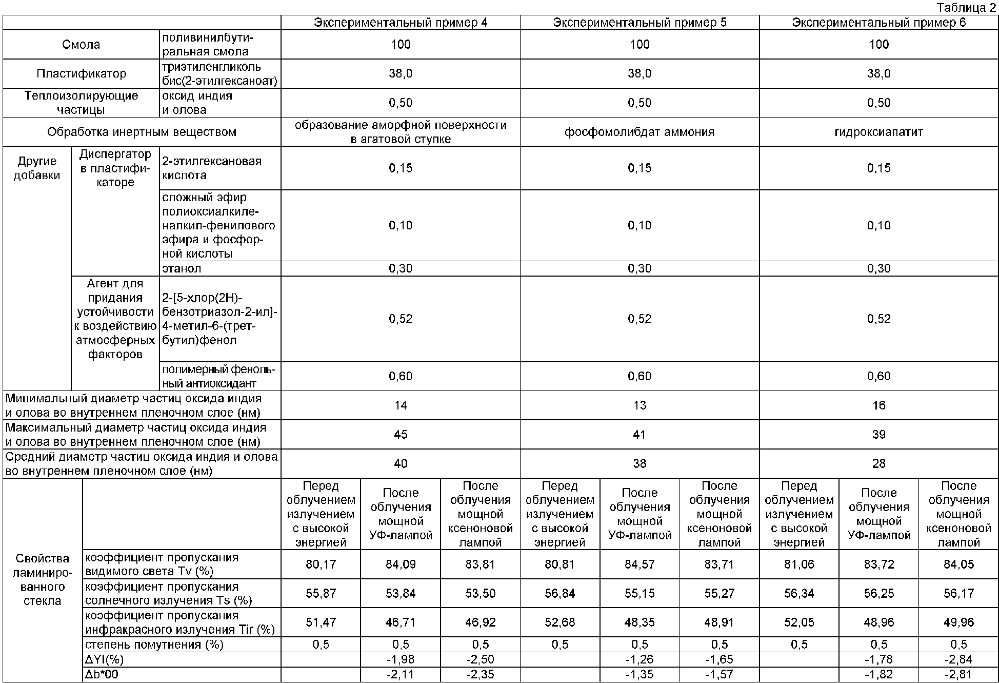 Таблица 2
Экспериментальный пример 4 Экспериментальный пример 5 Экспериментальный пример 6
Смола
поливинилбути-
ральная смола
100 100 100
Пластификатор
триэтиленгликоль
бис(2-этилгексаноат)
38,0 38,0 38,0
Теплоизолирующие
частицы
оксид индия
и олова
0,50 0,50 0,50
Обработка инертным веществом
образование аморфной поверхности
в агатовой ступке
фосфомолибдат аммония
гидроксиапатит
Другие
добавки
Диспергатор
в пластифи-
каторе
2-этилгексановая
кислота
0,15 0,15 0,15
сложный эфир
полиоксиалкиле-
налкил-фенилового
эфира и фосфор-
ной кислоты
0,10 0,10 0,10
этанол 0,30 0,30 0,30
Агент для
придания
устойчивости
к воздействию
атмосферных
факторов
2-[5-хлор(2Н)-
бензотриазол-2-ил]-
4-метил-6-(трет-
бутил)фенол
0,52 0,52 0,52
полимерный феноль-
ный антиоксидант
0,60 0,60 0,60
Минимальный диаметр частиц оксида индия
и олова во внутреннем пленочном слое (нм)
14 13 16
Максимальный диаметр частиц оксида индия
и олова во внутреннем пленочном слое (нм)
45 41 39
Средний диаметр частиц оксида индия и олова
во внутреннем пленочном слое (нм)
40 38 28
Свойства
ламиниро-
ванного
стекла
Перед
облучением
излучением
с высокой
энергией
После
облучения
мощной
УФ-лампой
После
облучения
мощной
ксеноновой
лампой
Перед
облучением
излучением
с высокой
энергией
После
облучения
мощной
УФ-лампой
После
облучения
мощной
ксеноновой
лампой
Перед
облучением
излучением
с высокой
энергией
После
облучения
мощной
УФ-лампой
После
облучения
мощной
ксеноновой
лампой
коэффициент пропускания
видимого света Tv (%)
80,17 84,09 83,81 80,81 84,57 83,71 81,06 83,72 84,05
коэффициент пропускания
солнечного излучения Ts (%)
55,87 53,84 53,50 56,84 55,15 55,27 56,34 56,25 56,17
коэффициент пропускания
инфракрасного излучения Tir (%)
51,47 46,71 46,92 52,68 48,35 48,91 52,05 48,96 49,96
степень помутнения (%) 0,5 0,5 0,5 0,5 0,5 0,5 0,5 0,5 0,5
ΔYI(%) -1,98 -2,50 -1,26 -1,65 -1,78 -2,84
Δb*00 -2,11 -2,35 -1,35 -1,57 -1,82 -2,81